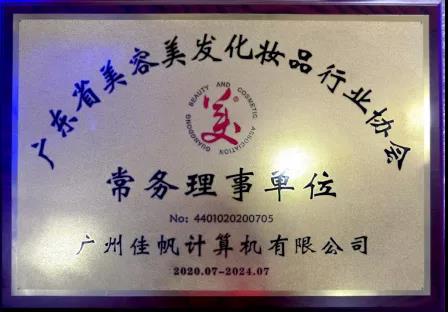 广东省美容美发化妆品行业协会
GUANGDONG BEAUTY AND COSMETIC ASSOCIATION
美®
常务理事单位
No: 4401020200705
广州佳帆计算机有限公司
2020.07-2024.07